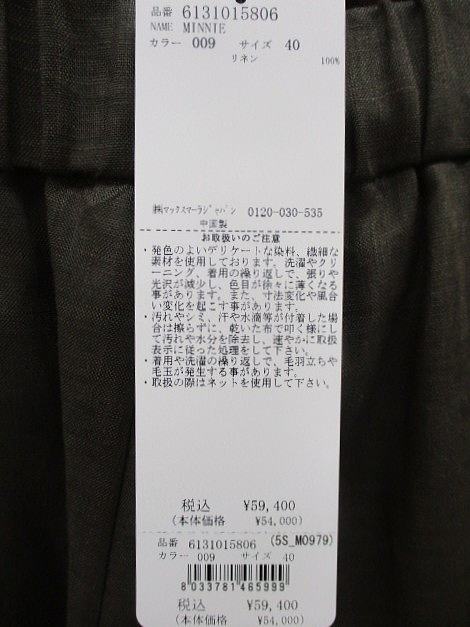 品番 6131015806
NAME MINNIE
カラー 009 サイズ 40
リネン 100%
㈱マックスマーラジャパン 0120-030-535
中国製
お取扱いのご注意
・発色のよいデリケートな染料、繊細な
素材を使用しております。洗濯やクリ
ーニング、着用の繰り返しで、張りや
光沢が減少し、色目が徐々に薄くなる
事があります。また、寸法変化や風合
い変化を起こす事があります。
・汚れやシミ、汗や水滴等が付着した場
合は擦らずに、乾いた布で叩く様にし
て汚れや水分を除去し、速やかに取扱
表示に従った処理をして下さい。
・着用や洗濯の繰り返しで、毛羽立ちや
毛玉が発生する事があります。
・取扱の際はネットを使用して下さい。
税込 ¥59,400
(本体価格 ¥54,000)
品番 6131015806 (5S_M0979)
カラー 009 サイズ 40
8 033781 465999
税込 ¥59,400
(本体価格 ¥54,000)